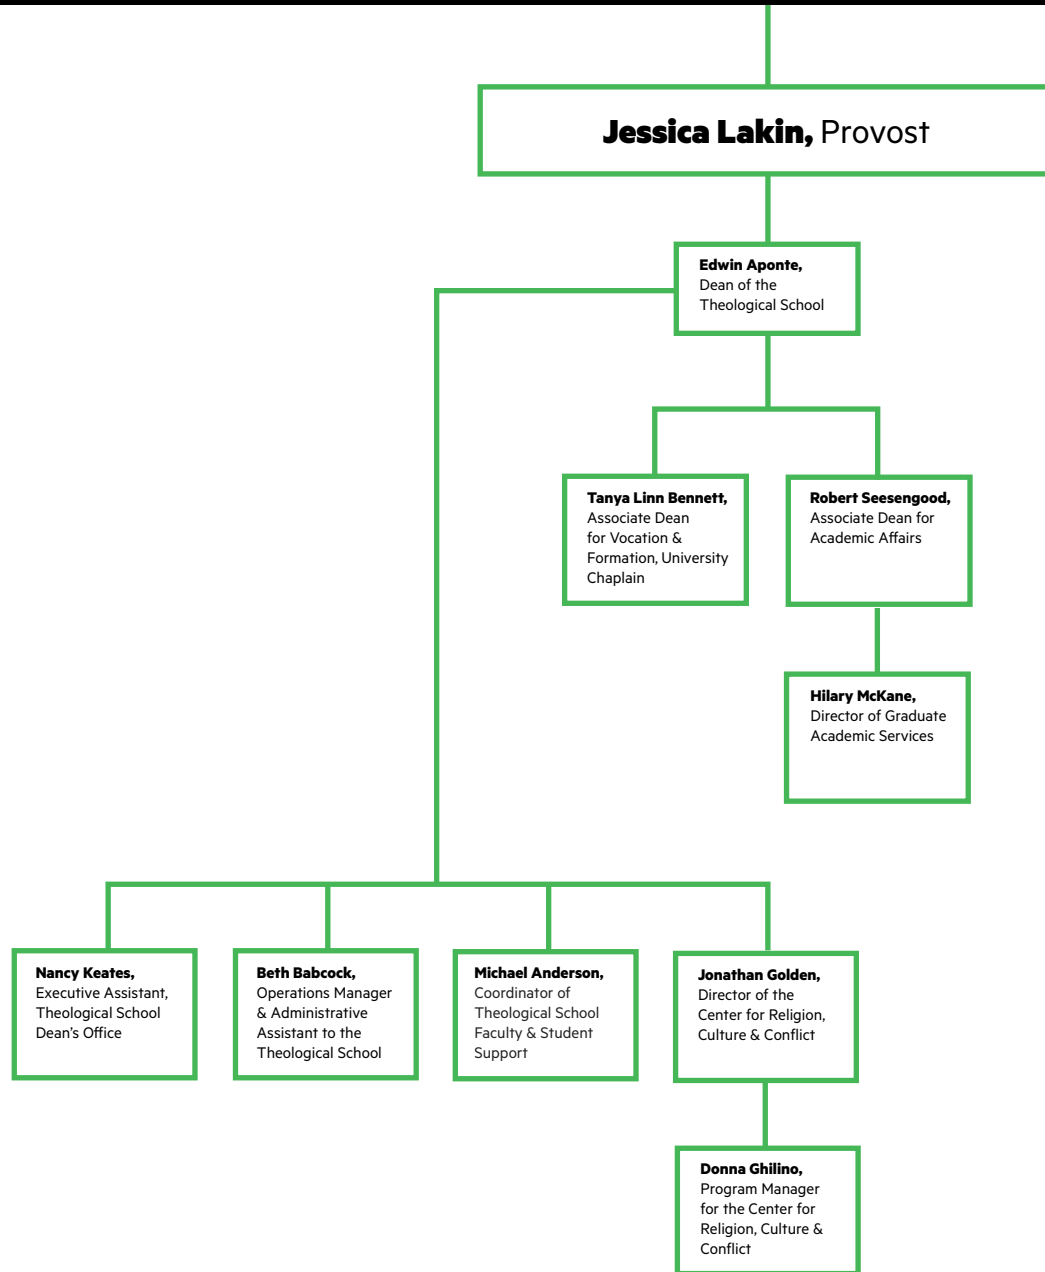 Jessica Lakin, Provost
Edwin Aponte,
Dean of the
Theological School
Tanya Linn Bennett,
Associate Dean
for Vocation &
Formation, University
Chaplain
Robert Seesengood,
Associate Dean for
Academic Affairs
Hilary McKane,
Director of Graduate
Academic Services
Nancy Keates,
Executive Assistant,
Theological School
Dean’s Office
Beth Babcock,
Operations Manager
& Administrative
Assistant to the
Theological School
Michael Anderson,
Coordinator of
Theological School
Faculty & Student
Support
Jonathan Golden,
Director of the
Center for Religion,
Culture & Conflict
Donna Ghilino,
Program Manager
for the Center for
Religion, Culture &
Conflict